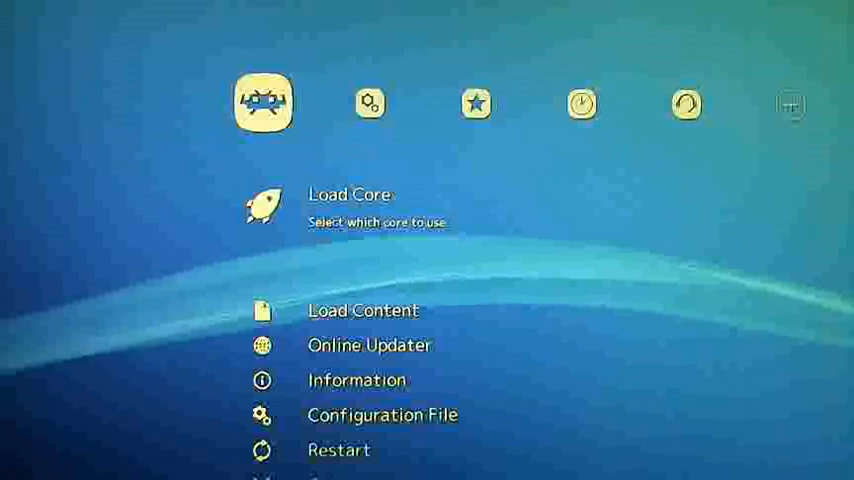 Load Core
Select which core to use
Load Content
Online Updater
Information
Configuration File
Restart